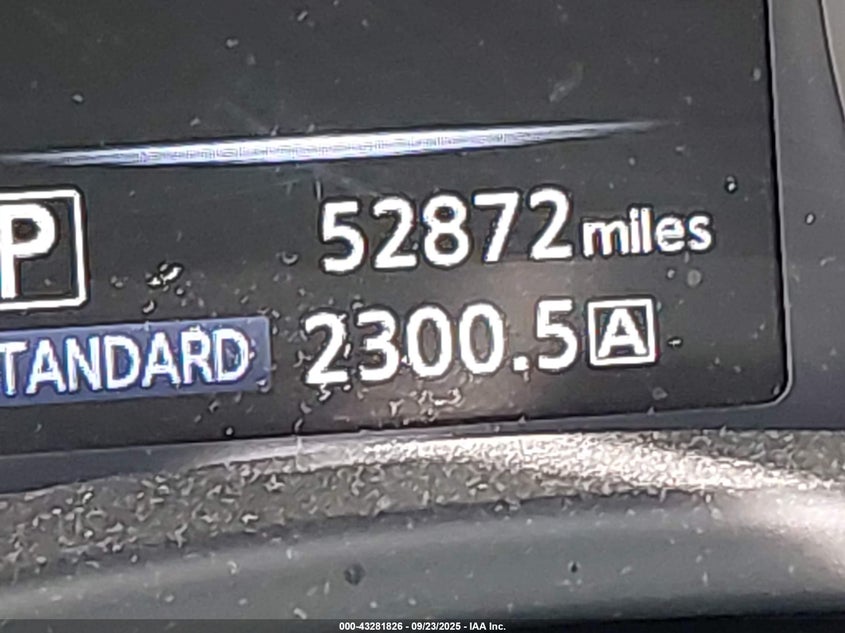 P
52872 miles
TANDARD
2300.5 A
000-43281826 - 09/23/2025 - IAA Inc.